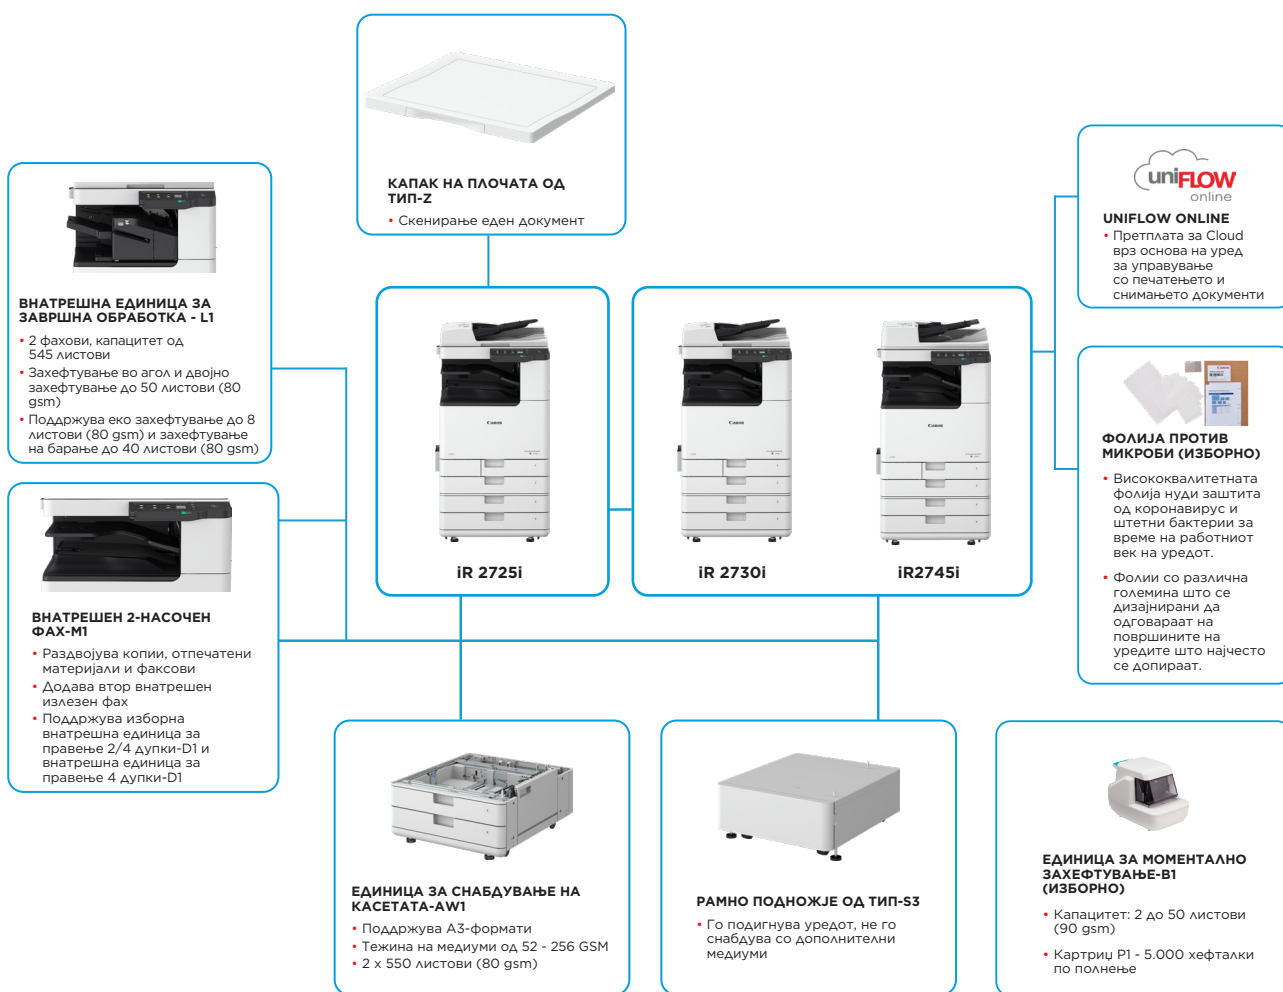 КАПАК НА ПЛОЧАТА ОД
ТИП-Z
• Скенирање еден документ
uniFLOW
online
UNIFLOW ONLINE
• Претплата за Cloud
врз основа на уред
за управување
со печатењето и
снимањето документи
ВНАТРЕШНА ЕДИНИЦА ЗА
ЗАВРШНА ОБРАБОТКА - L1
• 2 фахови, капацитет од
545 листови
• Захефтување во агол и двојно
захефтување до 50 листови (80
gsm)
• Поддржува еко захефтување до 8
листови (80 gsm) и захефтување
на барање до 40 листови (80 gsm)
Canon
Canon
Canon
iR 2725i
iR 2730i
iR2745i
ФОЛИЈА ПРОТИВ
МИКРОБИ (ИЗБОРНО)
• Висококвалитетната
фолија нуди заштита
од коронавирус и
штетни бактерии за
време на работниот
век на уредот.
• Фолии со различна
големина што се
дизајнирани да
одговараат на
површините на
уредите што најчесто
се допираат.
ВНАТРЕШЕН 2-НАСОЧЕН
ФАХ-M1
• Раздвојува копии, отпечатени
материјали и факсови
• Додава втор внатрешен
излезен фах
• Поддржува изборна
внатрешна единица за
правење 2/4 дупки-D1 и
внатрешна единица за
правење 4 дупки-D1
ЕДИНИЦА ЗА СНАБДУВАЊЕ НА
КАСЕТАТА-AW1
• Поддржува A3-формати
• Тежина на медиуми од 52 - 256 GSM
• 2 x 550 листови (80 gsm)
РАМНО ПОДНОЖЈЕ ОД ТИП-S3
• Го подигнува уредот, не го
снабдува со дополнителни
медиуми
ЕДИНИЦА ЗА МОМЕНТАЛНО
ЗАХЕФТУВАЊЕ-B1
(ИЗБОРНО)
• Капацитет: 2 до 50 листови
(90 gsm)
• Картриџ P1 - 5.000 хефталки
по полнење